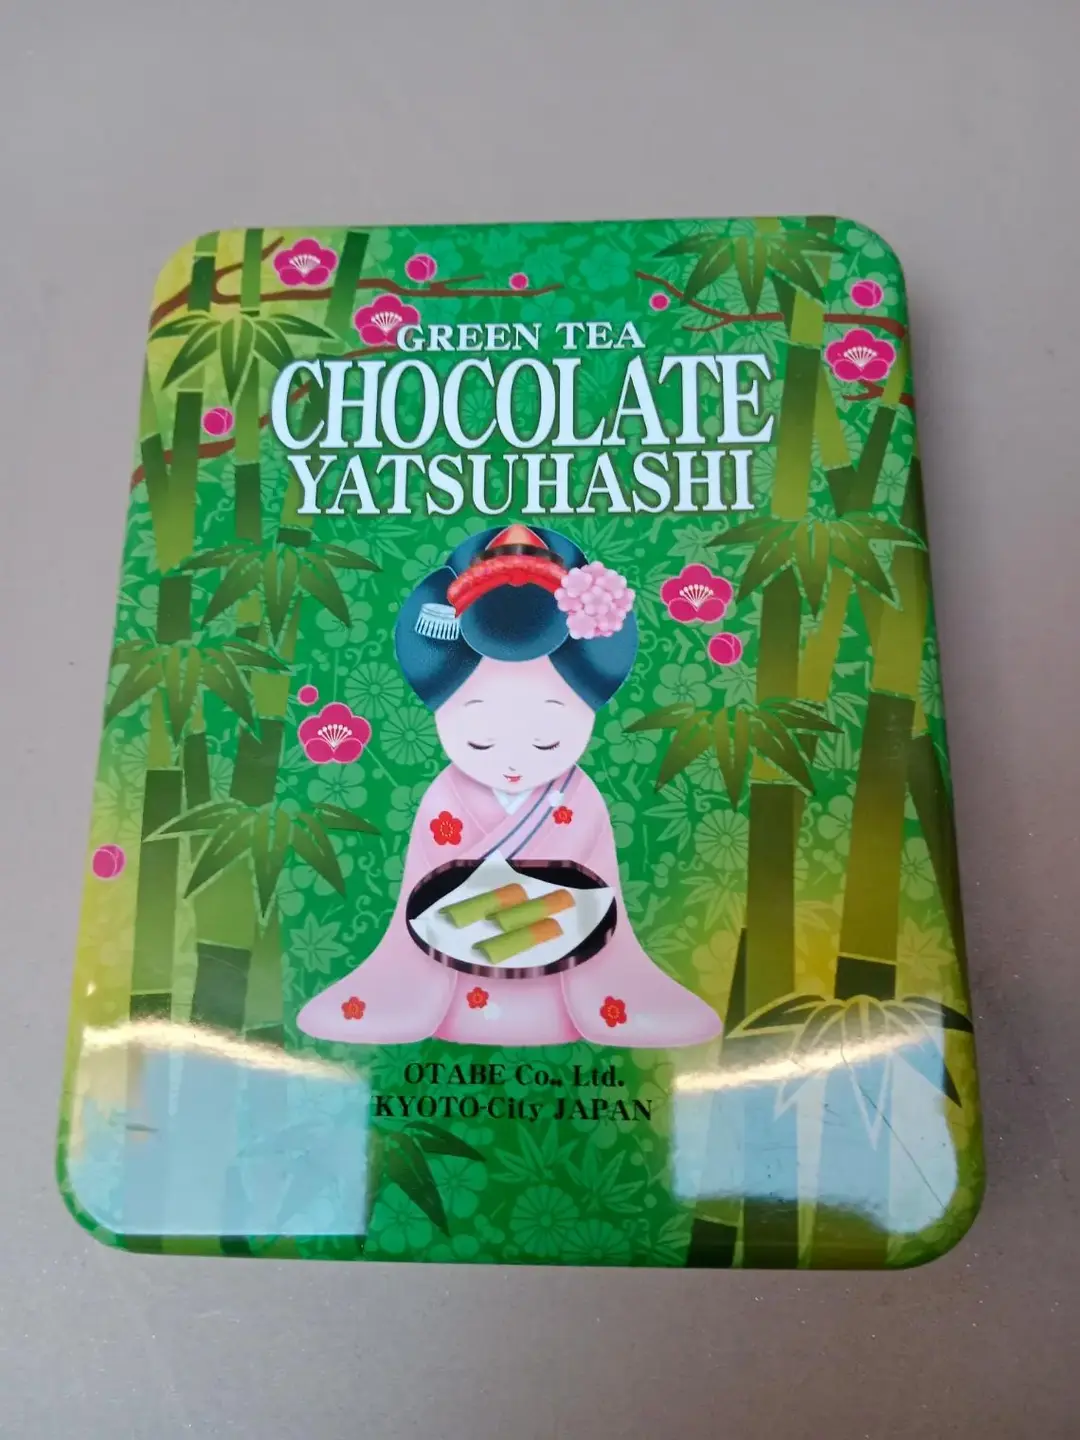 GREEN TEA
CHOCOLATE
YATSUHASHI
OTABE Co., Ltd.
KYOTO-City JAPAN